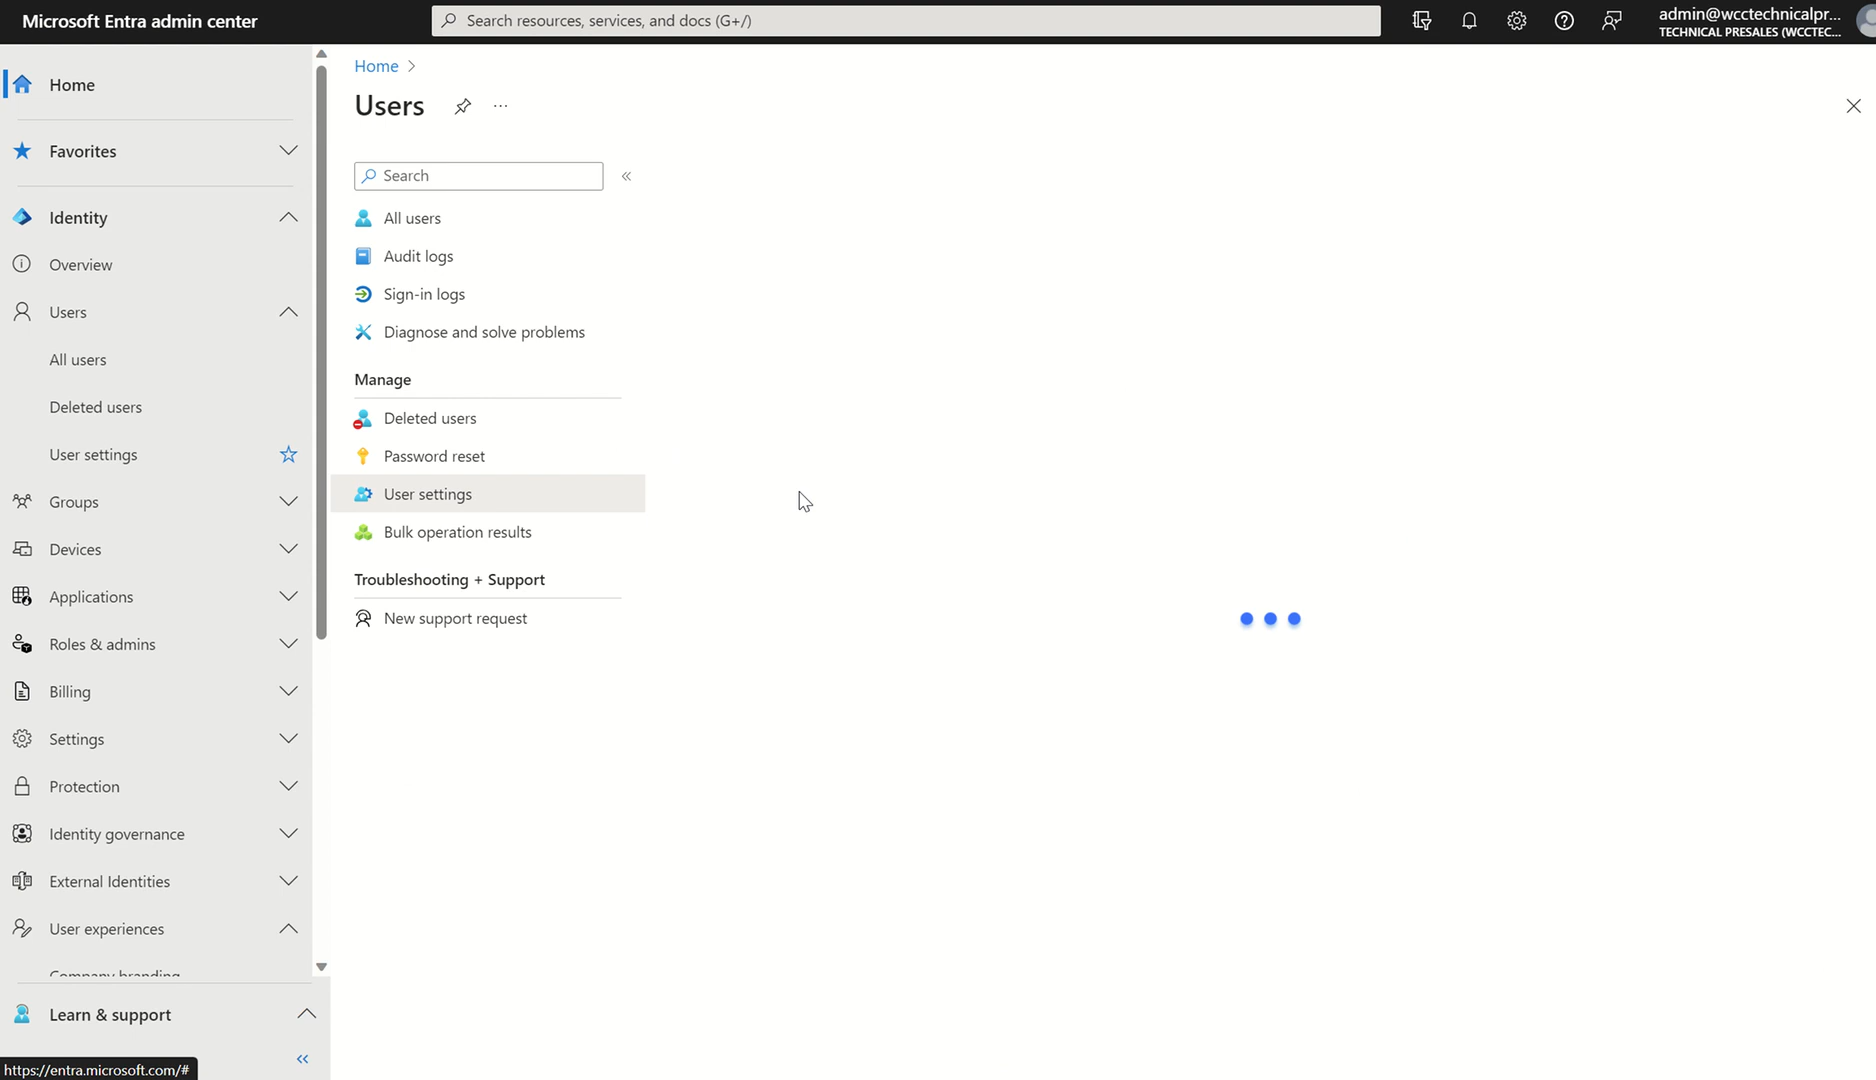 Microsoft Entra admin center
Search resources, services, and docs (G+/)
admin@wcctechnicalpr...
TECHNICAL PRESALES (WCCTEC...
Home
Favorites
Identity
Overview
Users
All users
Deleted users
User settings
Groups
Devices
Applications
Roles & admins
Billing
Settings
Protection
Identity governance
External Identities
User experiences
Company branding
Learn & support
https://entra.microsoft.com/#
Home
Users
Search
All users
Audit logs
Sign-in logs
Diagnose and solve problems
Manage
Deleted users
Password reset
User settings
Bulk operation results
Troubleshooting + Support
New support request